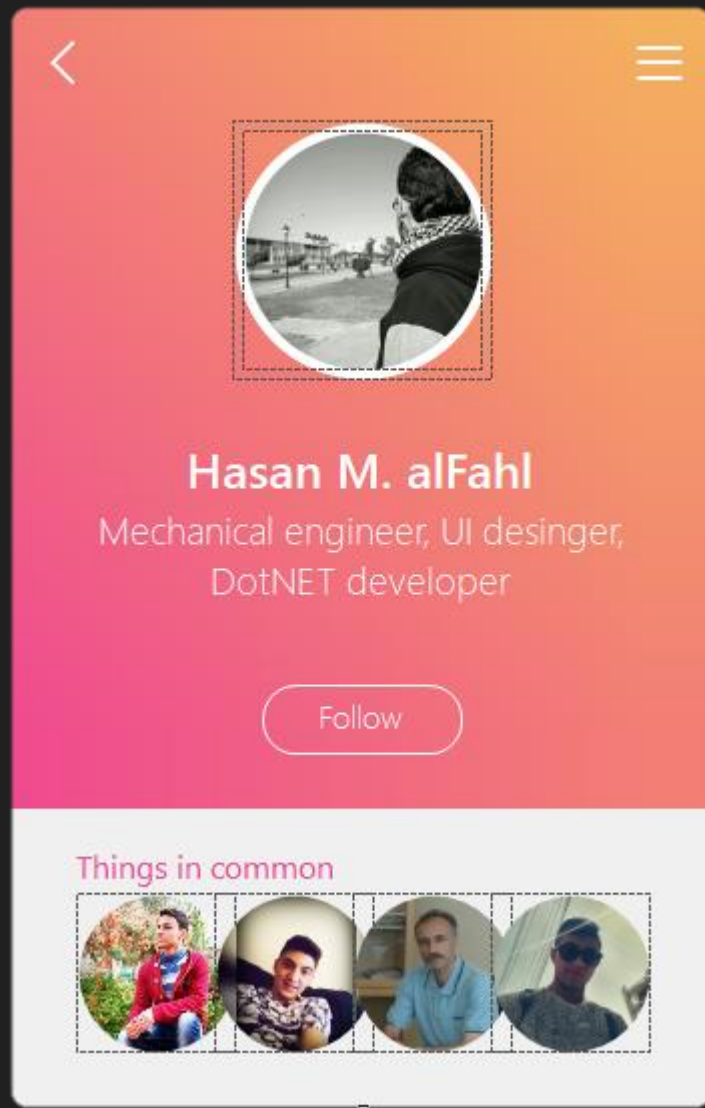 Hasan M. alFahl
Mechanical engineer, UI desinger,
DotNET developer
Follow
Things in common